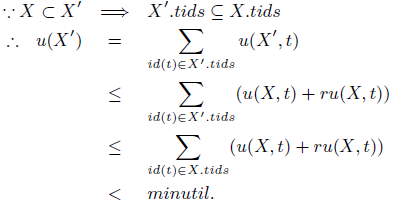 ∵ X ⊂ X′ ⟹ X′.tids ⊆ X.tids
∴ u(X′) = ∑_{id(t)∈X′.tids} u(X′, t)
≤ ∑_{id(t)∈X′.tids} (u(X, t) + ru(X, t))
≤ ∑_{id(t)∈X.tids} (u(X, t) + ru(X, t))
< minutil.